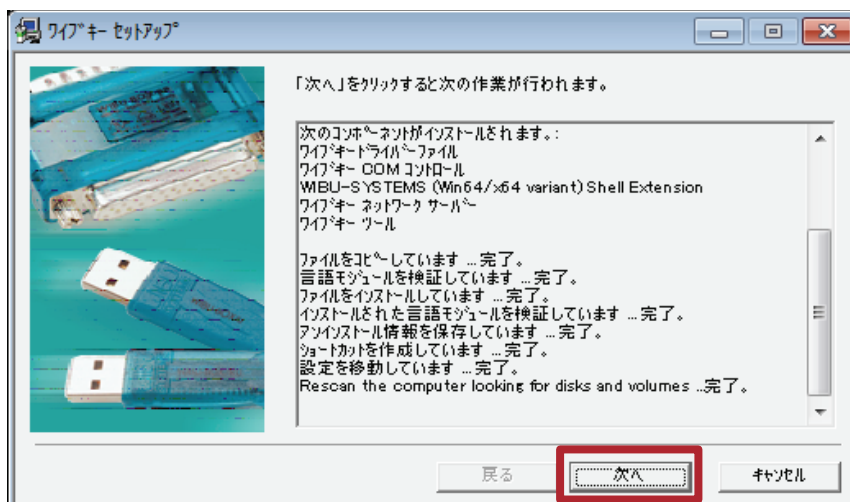 ワイブキー セットアップ
「次へ」をクリックすると次の作業が行われます。
次のコンポーネントがインストールされます。:
ワイブキードライバーファイル
ワイブキー COM コントロール
WIBU-SYSTEMS (Win64/x64 variant) Shell Extension
ワイブキー ネットワーク サーバー
ワイブキー ツール
ファイルをコピーしています ...完了。
言語モジュールを検証しています ...完了。
ファイルをインストールしています ...完了。
インストールされた言語モジュールを検証しています ...完了。
アンインストール情報を保存しています ...完了。
ショートカットを作成しています ...完了。
設定を移動しています ...完了。
Rescan the computer looking for disks and volumes ...完了。
戻る
次へ
キャンセル